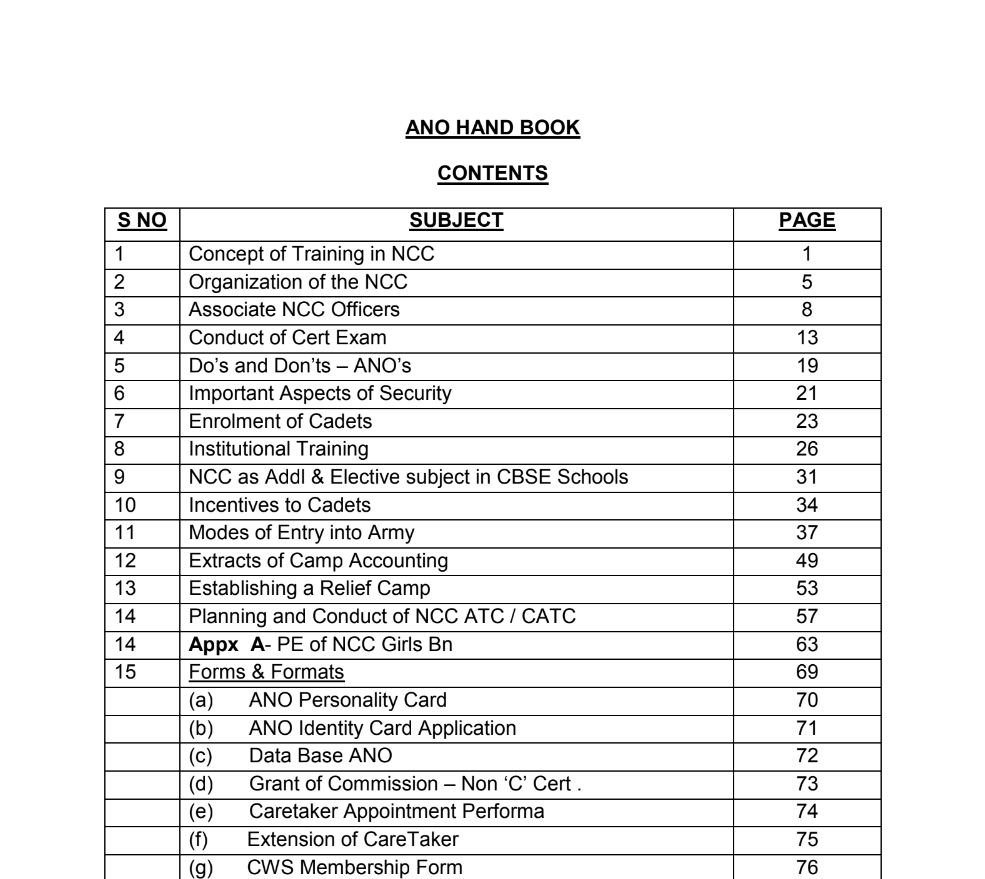 ANO HAND BOOK
CONTENTS
S NO SUBJECT PAGE
1 Concept of Training in NCC 1
2 Organization of the NCC 5
3 Associate NCC Officers 8
4 Conduct of Cert Exam 13
5 Do’s and Don’ts – ANO’s 19
6 Important Aspects of Security 21
7 Enrolment of Cadets 23
8 Institutional Training 26
9 NCC as Addl & Elective subject in CBSE Schools 31
10 Incentives to Cadets 34
11 Modes of Entry into Army 37
12 Extracts of Camp Accounting 49
13 Establishing a Relief Camp 53
14 Planning and Conduct of NCC ATC / CATC 57
14 Appx A- PE of NCC Girls Bn 63
15 Forms & Formats 69
(a) ANO Personality Card 70
(b) ANO Identity Card Application 71
(c) Data Base ANO 72
(d) Grant of Commission – Non ‘C’ Cert . 73
(e) Caretaker Appointment Performa 74
(f) Extension of CareTaker 75
(g) CWS Membership Form 76